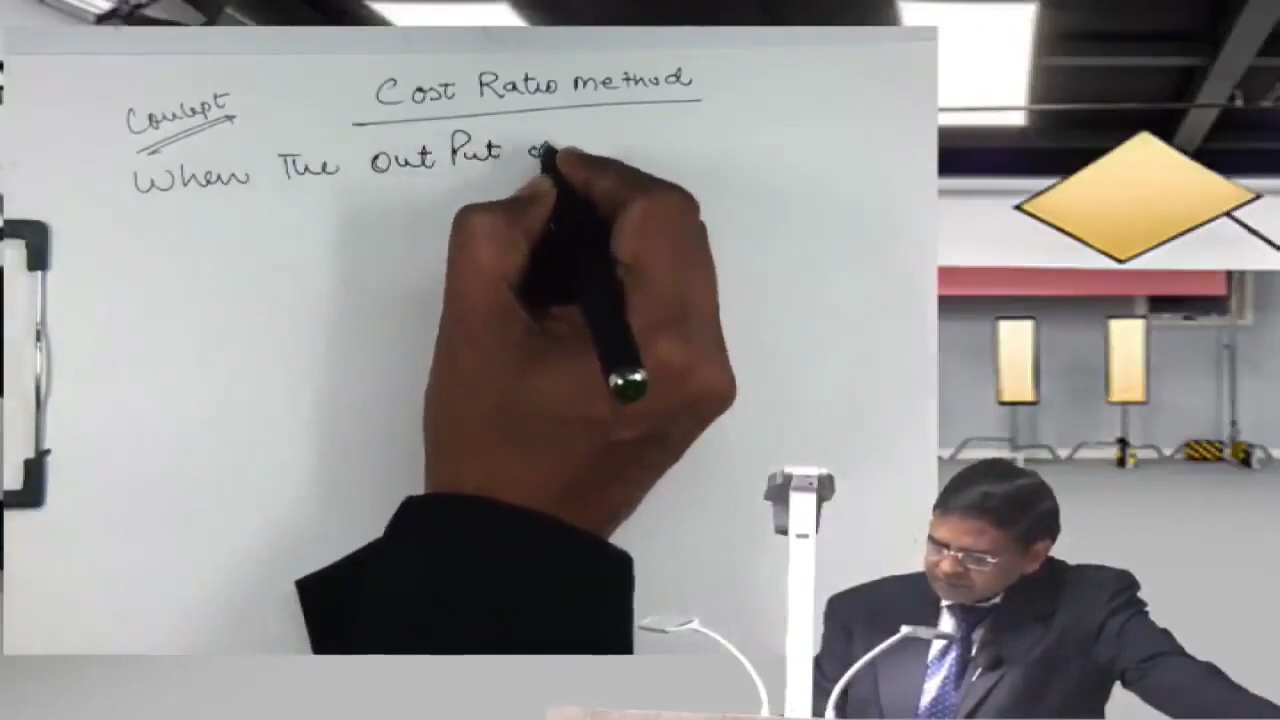 Cost Ratio method
Concept
When The out Put